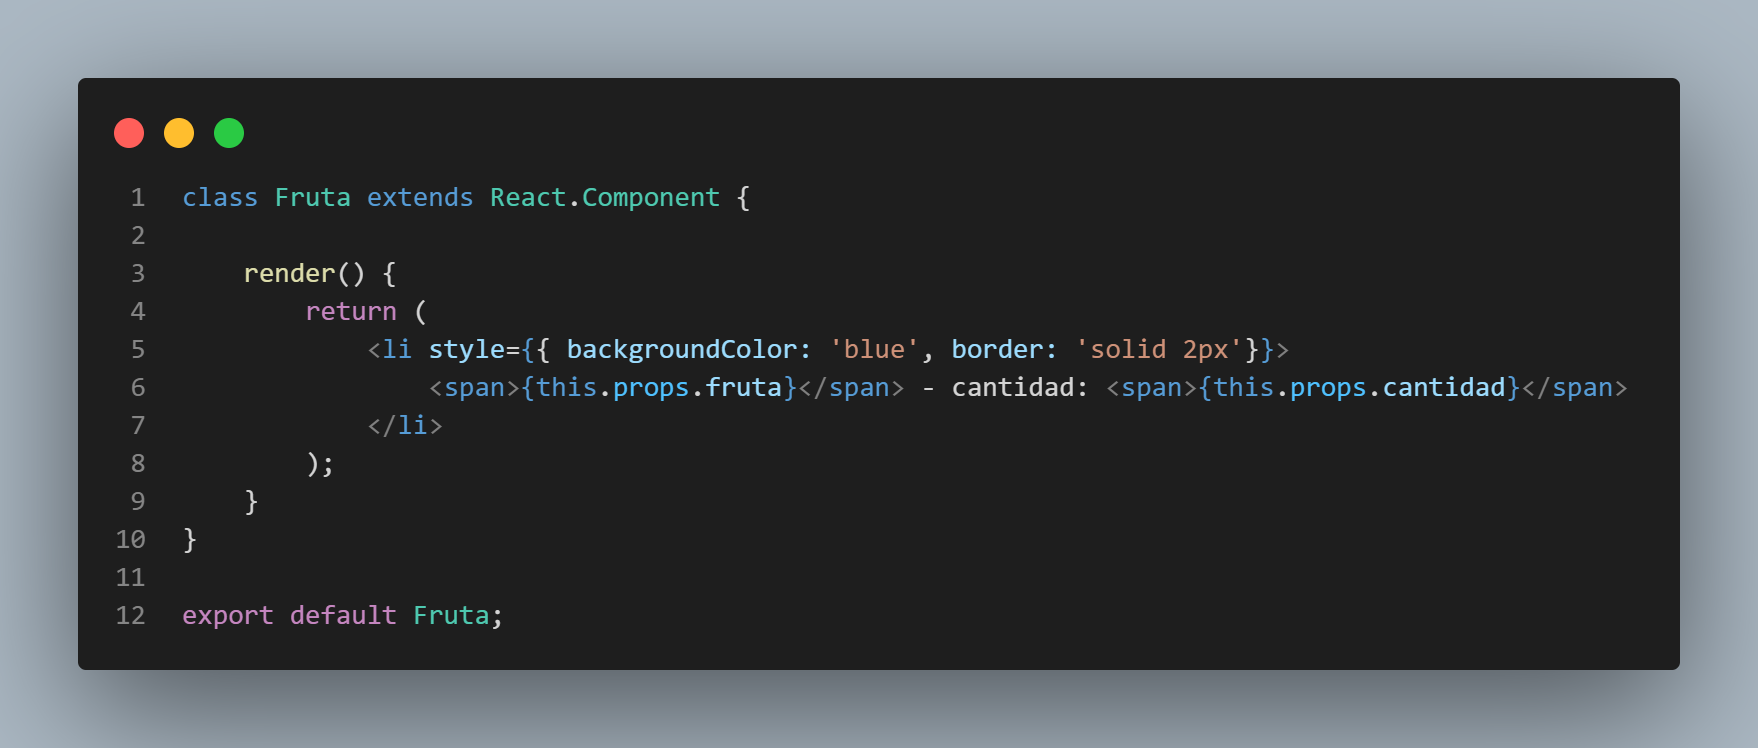 1 class Fruta extends React.Component {
2
3     render() {
4         return (
5             <li style={{ backgroundColor: 'blue', border: 'solid 2px'}}>
6                 <span>{this.props.fruta}</span> - cantidad: <span>{this.props.cantidad}</span>
7             </li>
8         );
9     }
10 }
11
12 export default Fruta;